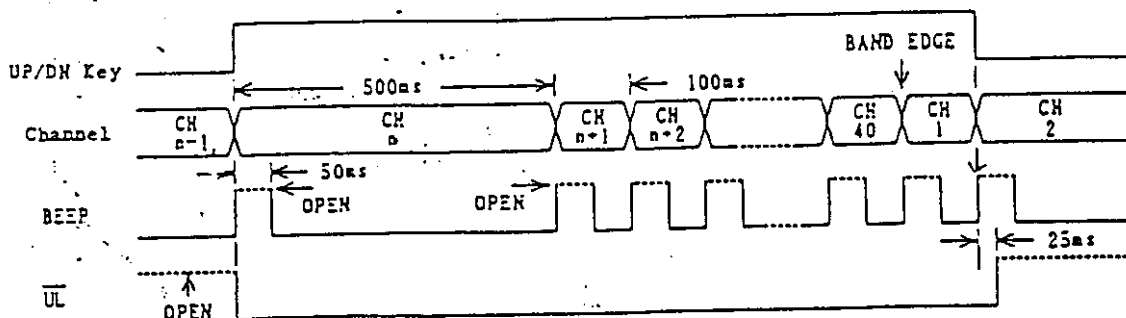 BAND EDGE
UP/DN Key
500ms
100ms
Channel
CH n-1
CH n
CH n+1
CH n+2
CH 40
CH 1
CH 2
50ms
BEEP
OPEN
OPEN
25ms
UL
OPEN